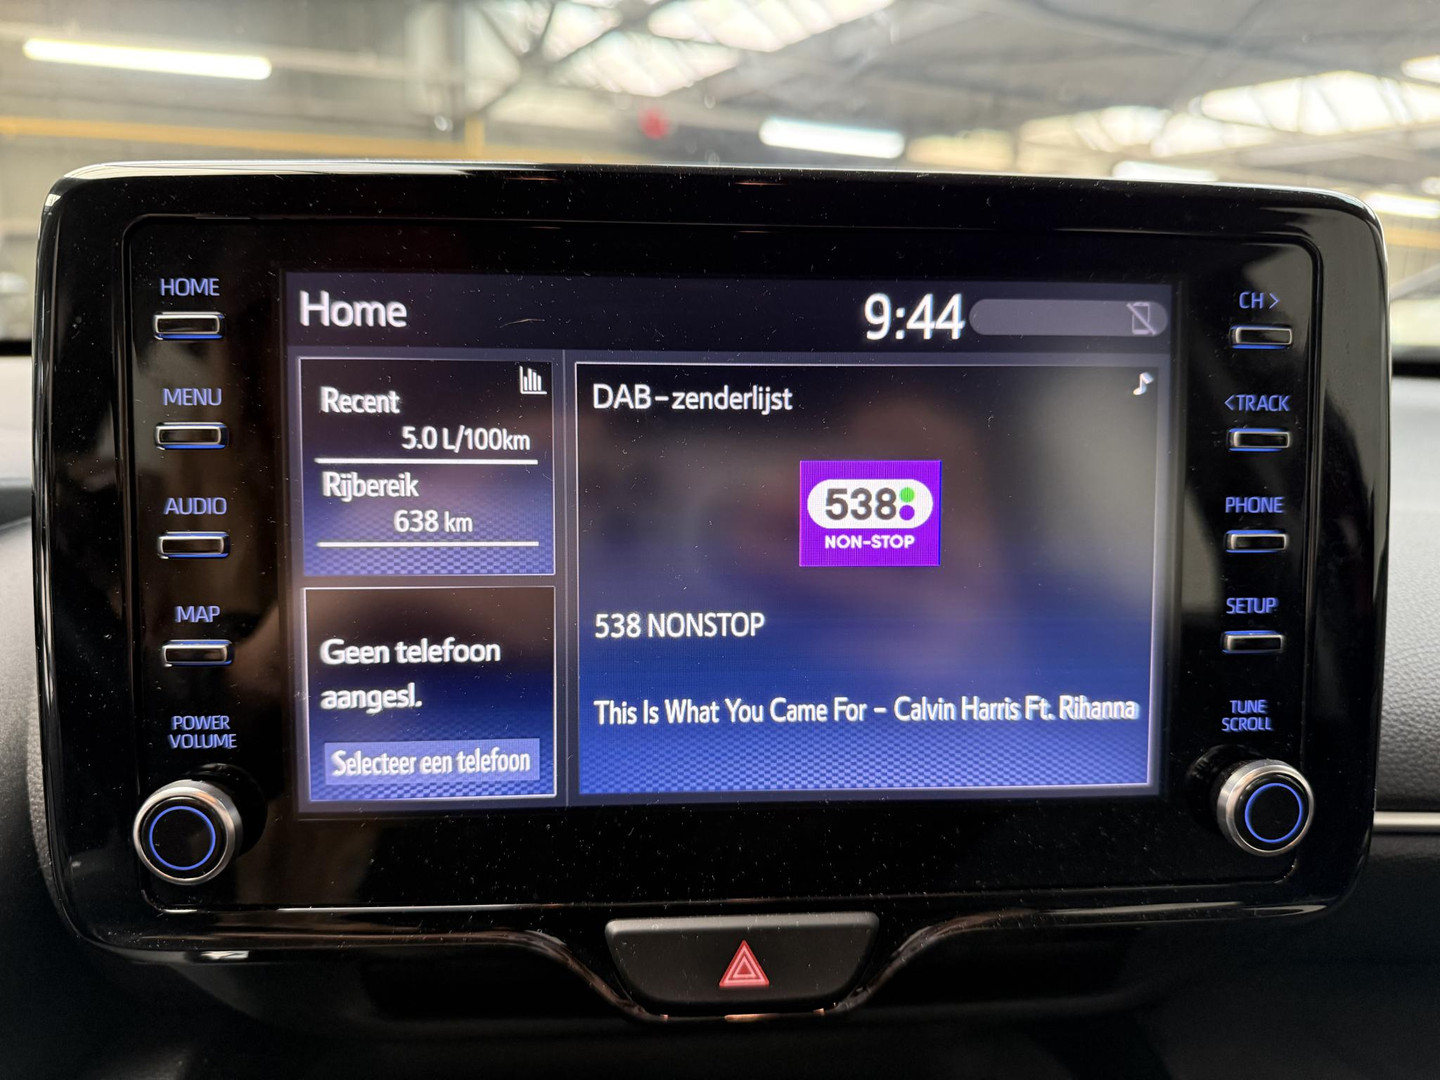 HOME
MENU
AUDIO
MAP
POWER
VOLUME
Home
9:44
Recent
5.0 L/100km
Rijbereik
638 km
Geen telefoon
aangesl.
Selecteer een telefoon
DAB-zenderlijst
538
NON-STOP
538 NONSTOP
This Is What You Came For - Calvin Harris Ft. Rihanna
CH >
<TRACK
PHONE
SETUP
TUNE
SCROLL